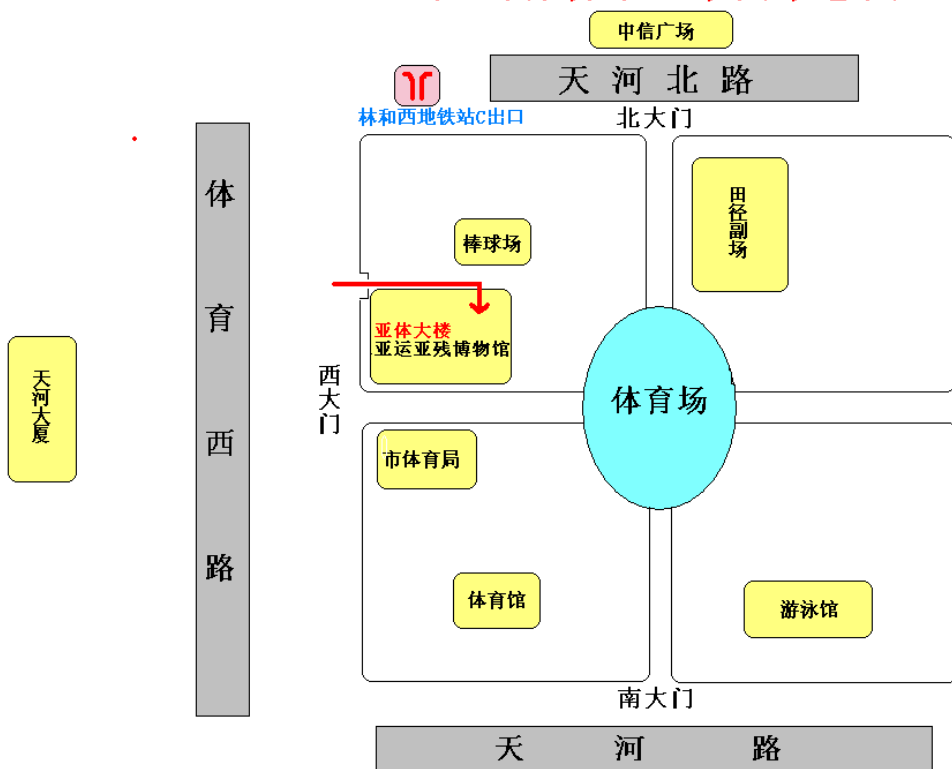 中信广场
天河北路
林和西地铁站C出口
北大门
体育西路
田径副场
棒球场
亚体大楼
亚运亚残博物馆
西大门
天河大厦
体育场
市体育局
体育馆
游泳馆
南大门
天河路